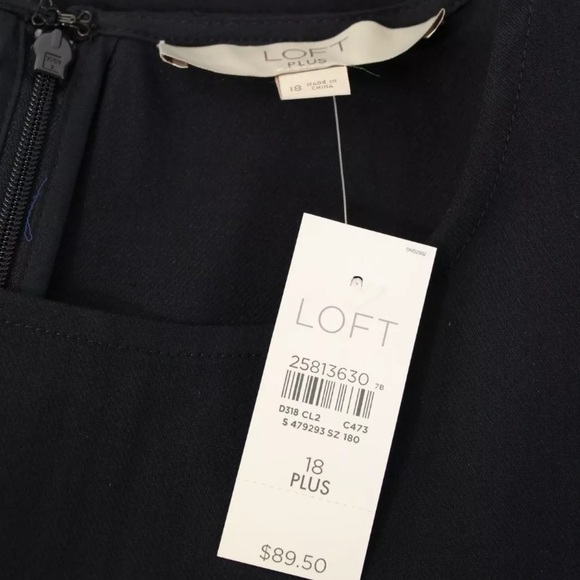 LOFT
PLUS
18 MADE IN
CHINA
LOFT
25813630 7B
D318 CL2 C473
S 479293 SZ 180
18
PLUS
$89.50